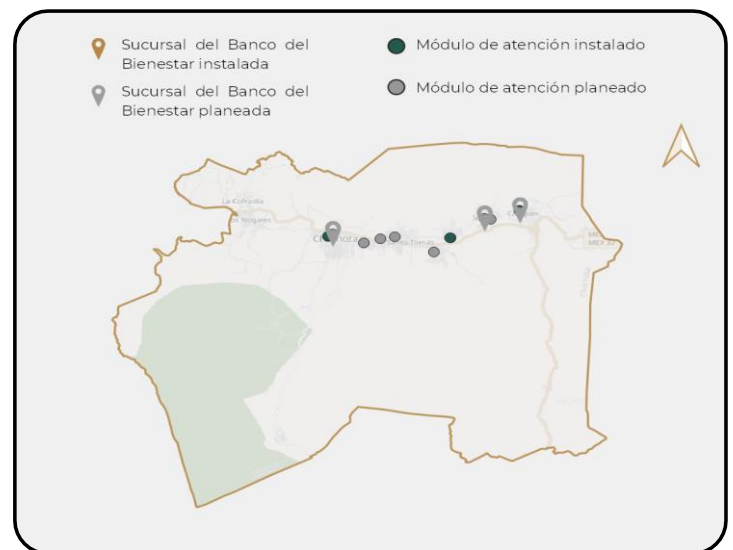 Sucursal del Banco del
Bienestar instalada
Módulo de atención instalado
Sucursal del Banco del
Bienestar planeada
Módulo de atención planeado
La Cofradía